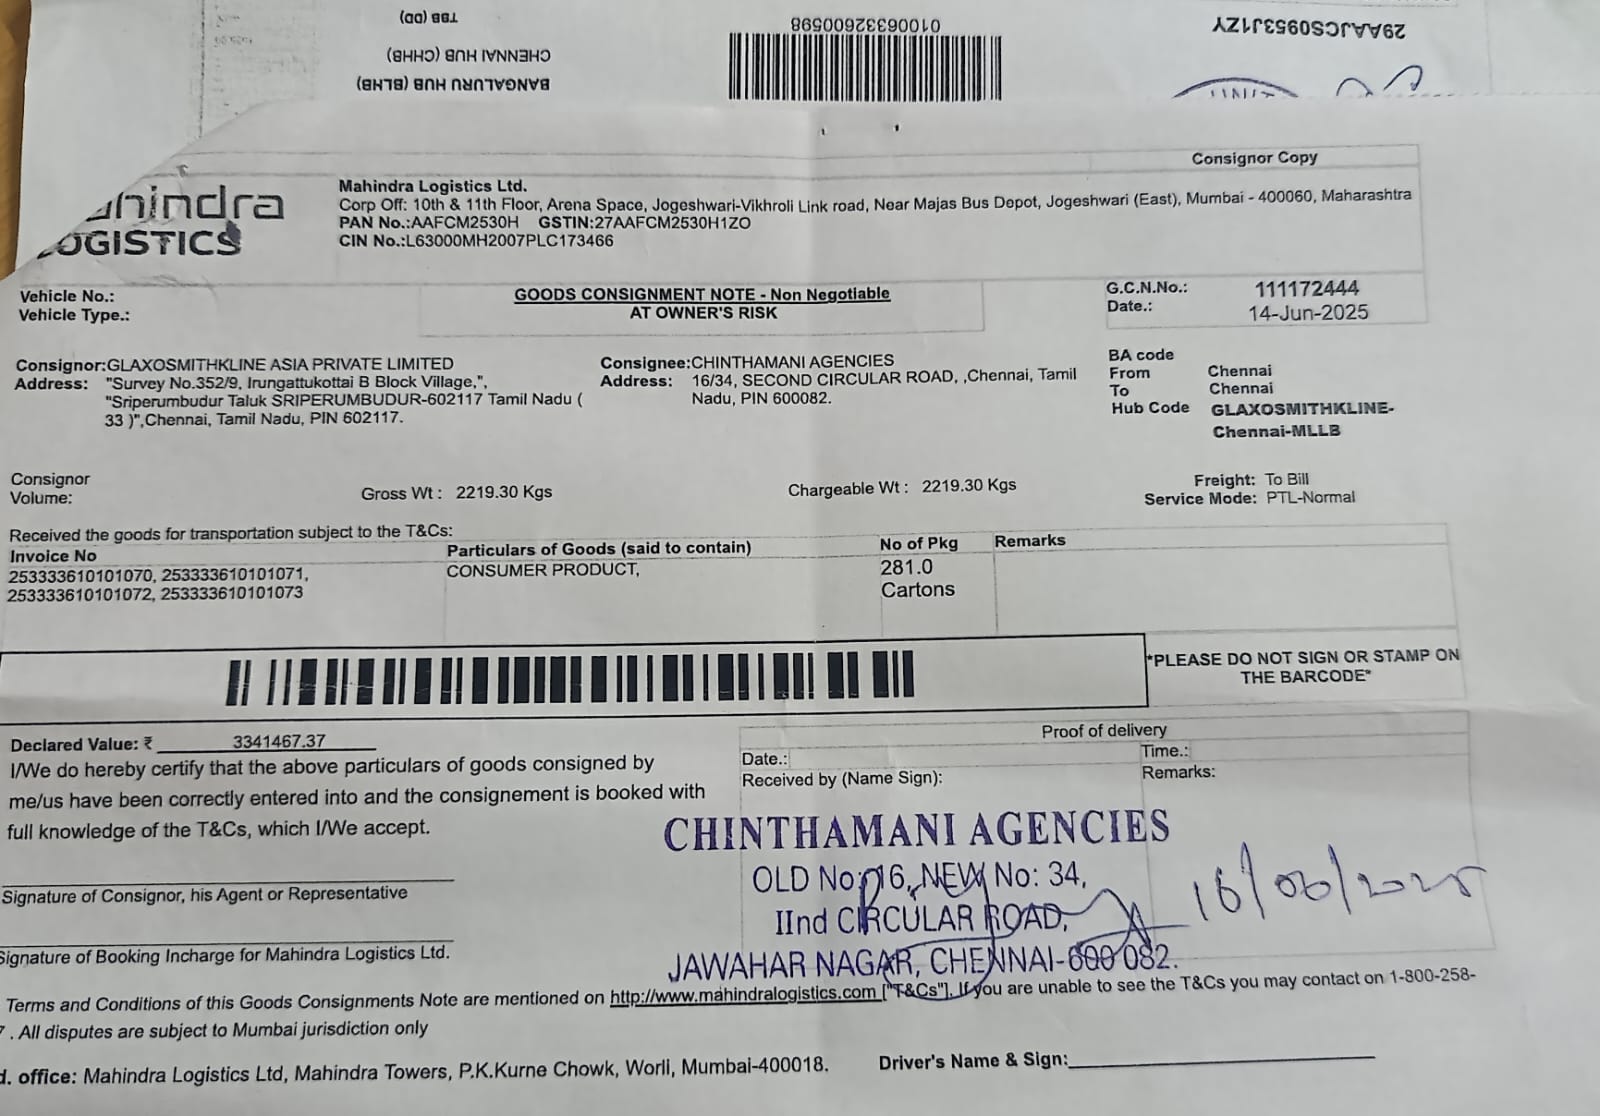 TBB (DD)
CHENNAI HUB (CHHB)
BANGALURU HUB (BLHB)
01006332600598
29AAJCS0953J1ZY
Consignor Copy
LOGISTICS
Mahindra Logistics Ltd.
Corp Off: 10th & 11th Floor, Arena Space, Jogeshwari-Vikhroli Link road, Near Majas Bus Depot, Jogeshwari (East), Mumbai - 400060, Maharashtra
PAN No.:AAFCM2530H GSTIN:27AAFCM2530H1ZO
CIN No.:L63000MH2007PLC173466
Vehicle No.:
Vehicle Type.:
GOODS CONSIGNMENT NOTE - Non Negotiable
AT OWNER'S RISK
G.C.N.No.: 111172444
Date.: 14-Jun-2025
Consignor:GLAXOSMITHKLINE ASIA PRIVATE LIMITED
Address: "Survey No.352/9, Irungattukottai B Block Village,",
"Sriperumbudur Taluk SRIPERUMBUDUR-602117 Tamil Nadu (
33 )",Chennai, Tamil Nadu, PIN 602117.
Consignee:CHINTHAMANI AGENCIES
Address: 16/34, SECOND CIRCULAR ROAD, ,Chennai, Tamil
Nadu, PIN 600082.
BA code
From Chennai
To Chennai
Hub Code GLAXOSMITHKLINE-
Chennai-MLLB
Consignor
Volume:
Gross Wt : 2219.30 Kgs
Chargeable Wt : 2219.30 Kgs
Freight: To Bill
Service Mode: PTL-Normal
Received the goods for transportation subject to the T&Cs:
Invoice No Particulars of Goods (said to contain) No of Pkg Remarks
253333610101070, 253333610101071, CONSUMER PRODUCT, 281.0
253333610101072, 253333610101073 Cartons
*PLEASE DO NOT SIGN OR STAMP ON
THE BARCODE*
Declared Value: ₹ 3341467.37
I/We do hereby certify that the above particulars of goods consigned by
me/us have been correctly entered into and the consignement is booked with
full knowledge of the T&Cs, which I/We accept.
Proof of delivery
Date.: Time.:
Received by (Name Sign): Remarks:
CHINTHAMANI AGENCIES
OLD No: 16, NEW No: 34,
IInd CIRCULAR ROAD,
JAWAHAR NAGAR, CHENNAI-600 082.
16/06/2025
Signature of Consignor, his Agent or Representative
Signature of Booking Incharge for Mahindra Logistics Ltd.
Terms and Conditions of this Goods Consignments Note are mentioned on http://www.mahindralogistics.com ["T&Cs"]. If you are unable to see the T&Cs you may contact on 1-800-258-
7 . All disputes are subject to Mumbai jurisdiction only
d. office: Mahindra Logistics Ltd, Mahindra Towers, P.K.Kurne Chowk, Worli, Mumbai-400018.
Driver's Name & Sign: